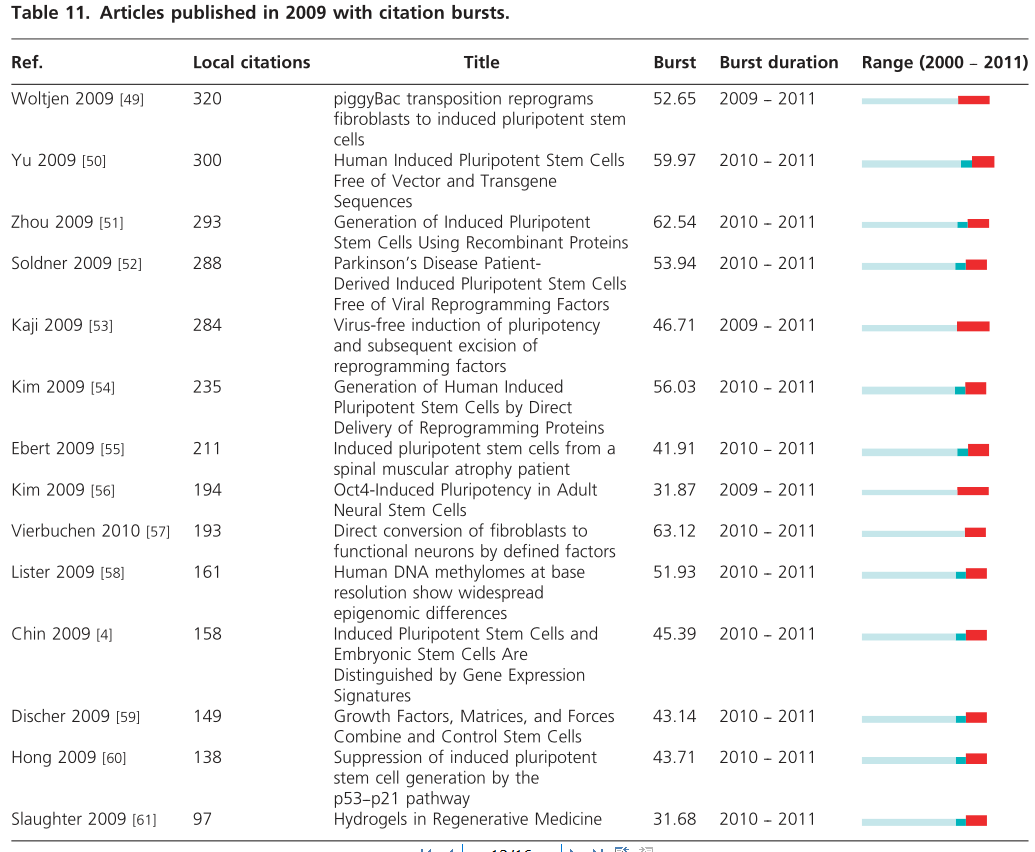 Table 11. Articles published in 2009 with citation bursts.
Ref. Local citations Title Burst Burst duration Range (2000 – 2011)
Woltjen 2009 [49] 320 piggyBac transposition reprograms 52.65 2009 – 2011
fibroblasts to induced pluripotent stem
cells
Yu 2009 [50] 300 Human Induced Pluripotent Stem Cells 59.97 2010 – 2011
Free of Vector and Transgene
Sequences
Zhou 2009 [51] 293 Generation of Induced Pluripotent 62.54 2010 – 2011
Stem Cells Using Recombinant Proteins
Soldner 2009 [52] 288 Parkinson’s Disease Patient- 53.94 2010 – 2011
Derived Induced Pluripotent Stem Cells
Free of Viral Reprogramming Factors
Kaji 2009 [53] 284 Virus-free induction of pluripotency 46.71 2009 – 2011
and subsequent excision of
reprogramming factors
Kim 2009 [54] 235 Generation of Human Induced 56.03 2010 – 2011
Pluripotent Stem Cells by Direct
Delivery of Reprogramming Proteins
Ebert 2009 [55] 211 Induced pluripotent stem cells from a 41.91 2010 – 2011
spinal muscular atrophy patient
Kim 2009 [56] 194 Oct4-Induced Pluripotency in Adult 31.87 2009 – 2011
Neural Stem Cells
Vierbuchen 2010 [57] 193 Direct conversion of fibroblasts to 63.12 2010 – 2011
functional neurons by defined factors
Lister 2009 [58] 161 Human DNA methylomes at base 51.93 2010 – 2011
resolution show widespread
epigenomic differences
Chin 2009 [4] 158 Induced Pluripotent Stem Cells and 45.39 2010 – 2011
Embryonic Stem Cells Are
Distinguished by Gene Expression
Signatures
Discher 2009 [59] 149 Growth Factors, Matrices, and Forces 43.14 2010 – 2011
Combine and Control Stem Cells
Hong 2009 [60] 138 Suppression of induced pluripotent 43.71 2010 – 2011
stem cell generation by the
p53–p21 pathway
Slaughter 2009 [61] 97 Hydrogels in Regenerative Medicine 31.68 2010 – 2011